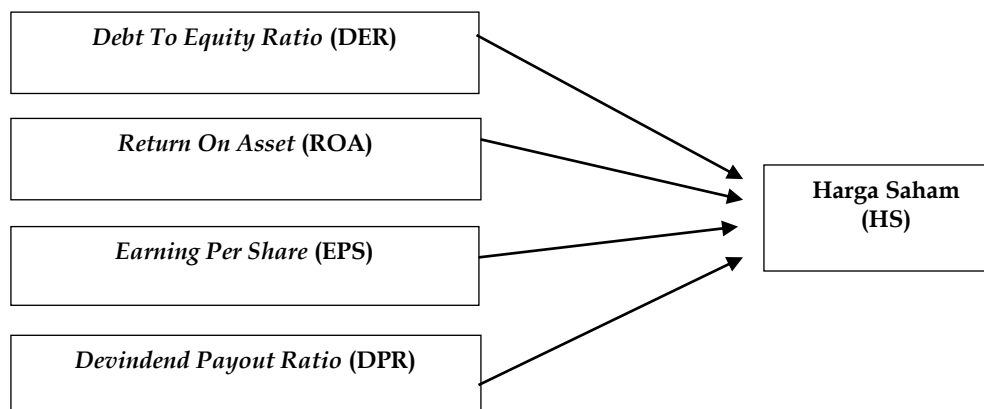 Debt To Equity Ratio (DER)
Return On Asset (ROA)
Earning Per Share (EPS)
Devindend Payout Ratio (DPR)
Harga Saham
(HS)